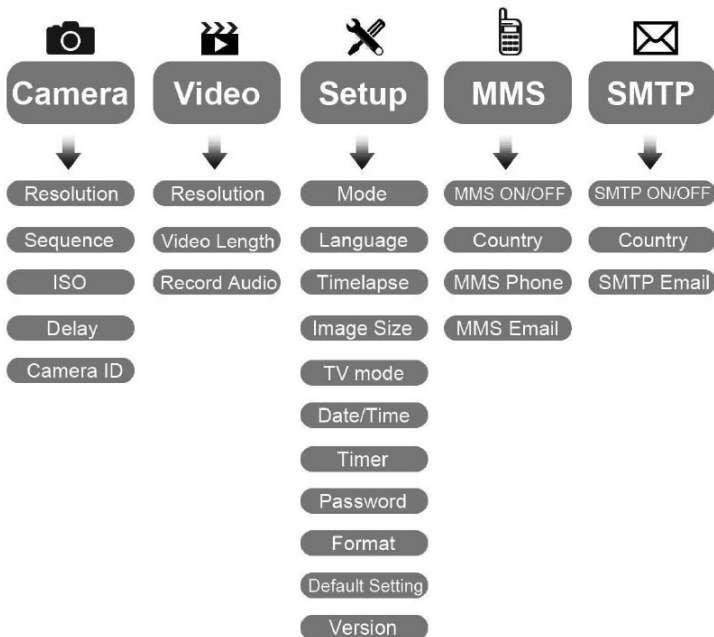 Camera
Resolution
Sequence
ISO
Delay
Camera ID
Video
Resolution
Video Length
Record Audio
Setup
Mode
Language
Timelapse
Image Size
TV mode
Date/Time
Timer
Password
Format
Default Setting
Version
MMS
MMS ON/OFF
Country
MMS Phone
MMS Email
SMTP
SMTP ON/OFF
Country
SMTP Email